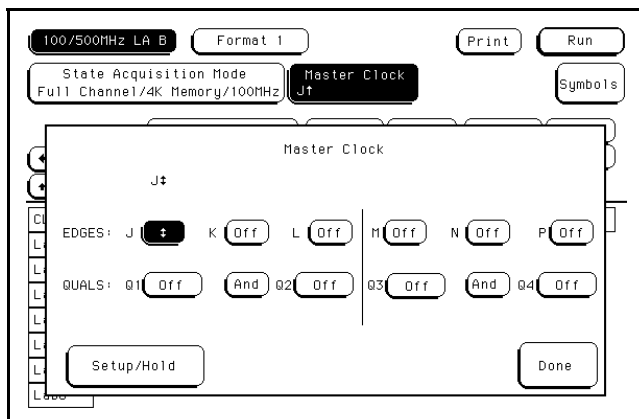 100/500MHz LA B Format 1 Print Run
State Acquisition Mode
Full Channel/4K Memory/100MHz
Master Clock
J↑
Symbols
Master Clock
J↕
EDGES: J ↕ K Off L Off M Off N Off P Off
QUALS: Q1 Off And Q2 Off Q3 Off And Q4 Off
Setup/Hold Done